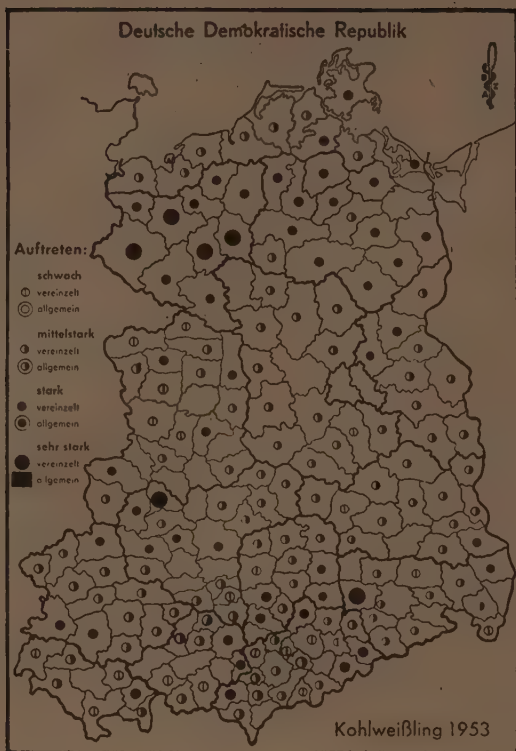 Deutsche Demokratische Republik
Auftreten:
schwach
vereinzelt
allgemein
mittelstark
vereinzelt
allgemein
stark
vereinzelt
allgemein
sehr stark
vereinzelt
allgemein
Kohlweißling 1953